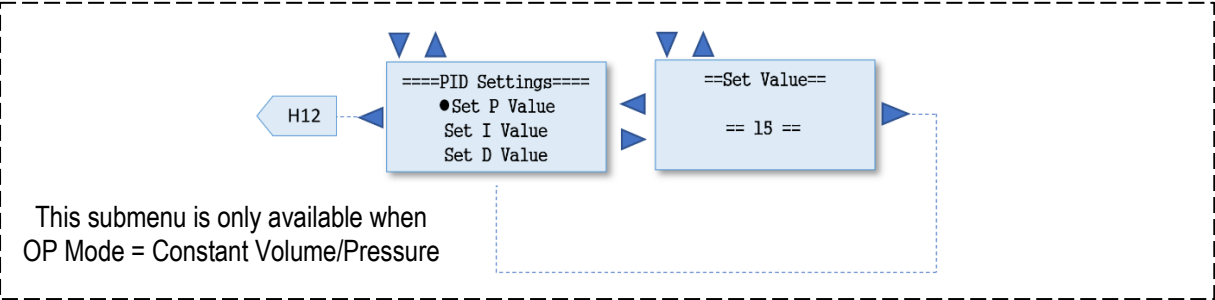 H12
====PID Settings====
●Set P Value
Set I Value
Set D Value
==Set Value==
== 15 ==
This submenu is only available when
OP Mode = Constant Volume/Pressure